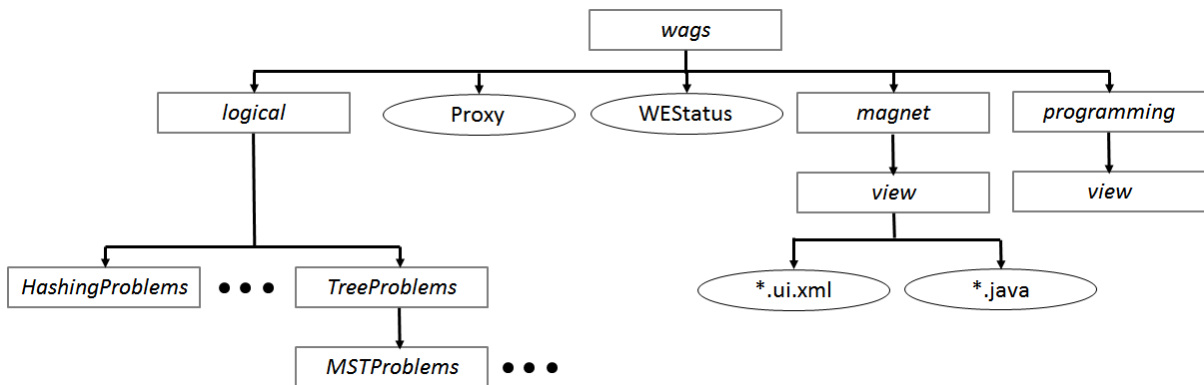 wags
logical
Proxy
WEStatus
magnet
programming
view
view
HashingProblems
TreeProblems
*.ui.xml
*.java
MSTProblems